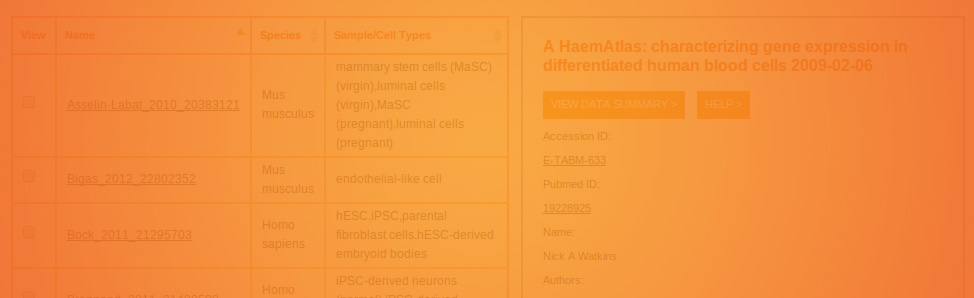 View Name Species Sample/Cell Types
Asselin-Labat_2010_20383121
Mus
musculus
mammary stem cells (MaSC)
(virgin),luminal cells
(virgin),MaSC
(pregnant),luminal cells
(pregnant)
Bigas_2012_22802352
Mus
musculus
endothelial-like cell
Bock_2011_21295703
Homo
sapiens
hESC,iPSC,parental
fibroblast cells,hESC-derived
embryoid bodies
Homo
iPSC-derived neurons
A HaemAtlas: characterizing gene expression in
differentiated human blood cells 2009-02-06
VIEW DATA SUMMARY > HELP >
Accession ID:
E-TABM-633
Pubmed ID:
19228925
Name:
Nick A Watkins
Authors: